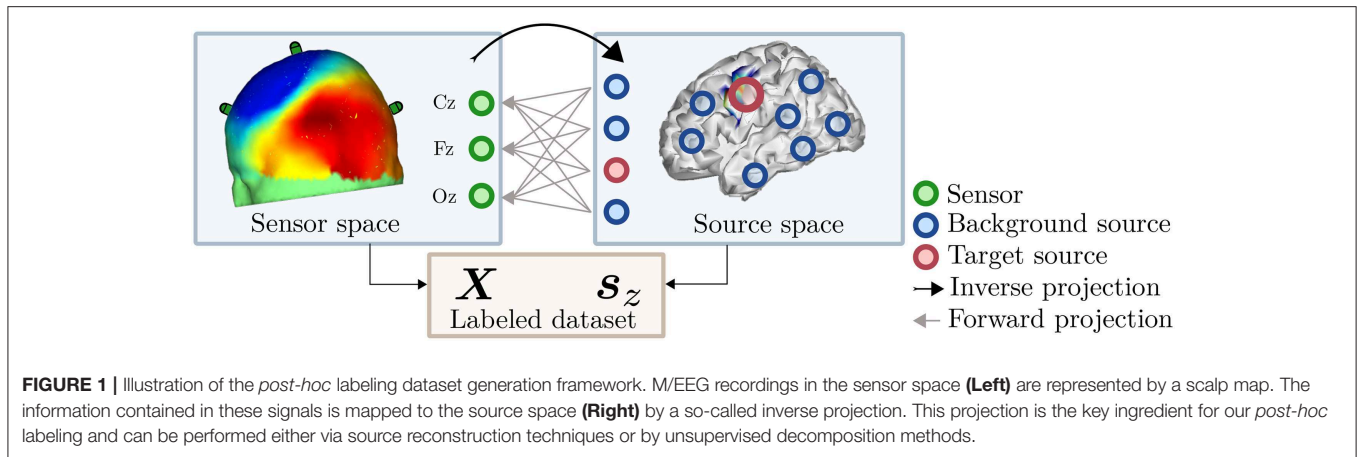 Cz
Fz
Oz
Sensor space
Source space
X s_z
Labeled dataset
Sensor
Background source
Target source
Inverse projection
Forward projection
FIGURE 1 | Illustration of the post-hoc labeling dataset generation framework. M/EEG recordings in the sensor space (Left) are represented by a scalp map. The
information contained in these signals is mapped to the source space (Right) by a so-called inverse projection. This projection is the key ingredient for our post-hoc
labeling and can be performed either via source reconstruction techniques or by unsupervised decomposition methods.